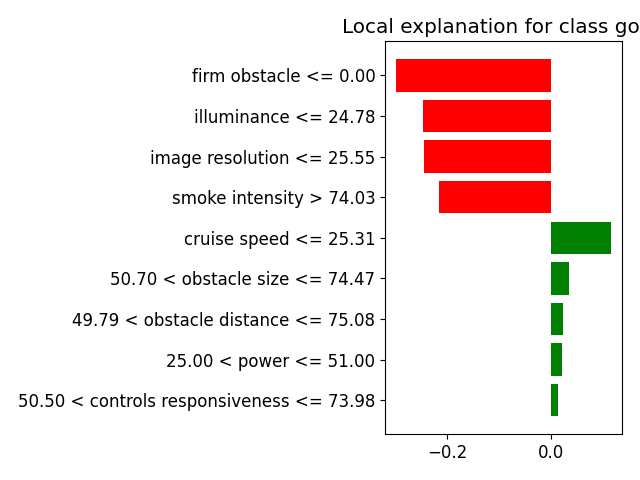 Local explanation for class go
firm obstacle <= 0.00
illuminance <= 24.78
image resolution <= 25.55
smoke intensity > 74.03
cruise speed <= 25.31
50.70 < obstacle size <= 74.47
49.79 < obstacle distance <= 75.08
25.00 < power <= 51.00
50.50 < controls responsiveness <= 73.98
−0.2 0.0